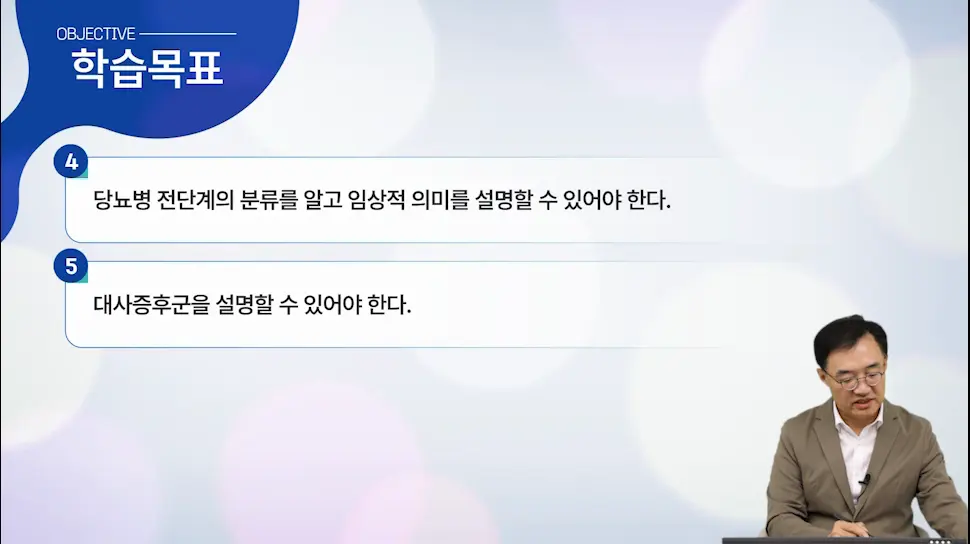 OBJECTIVE
학습목표
4
당뇨병 전단계의 분류를 알고 임상적 의미를 설명할 수 있어야 한다.
5
대사증후군을 설명할 수 있어야 한다.